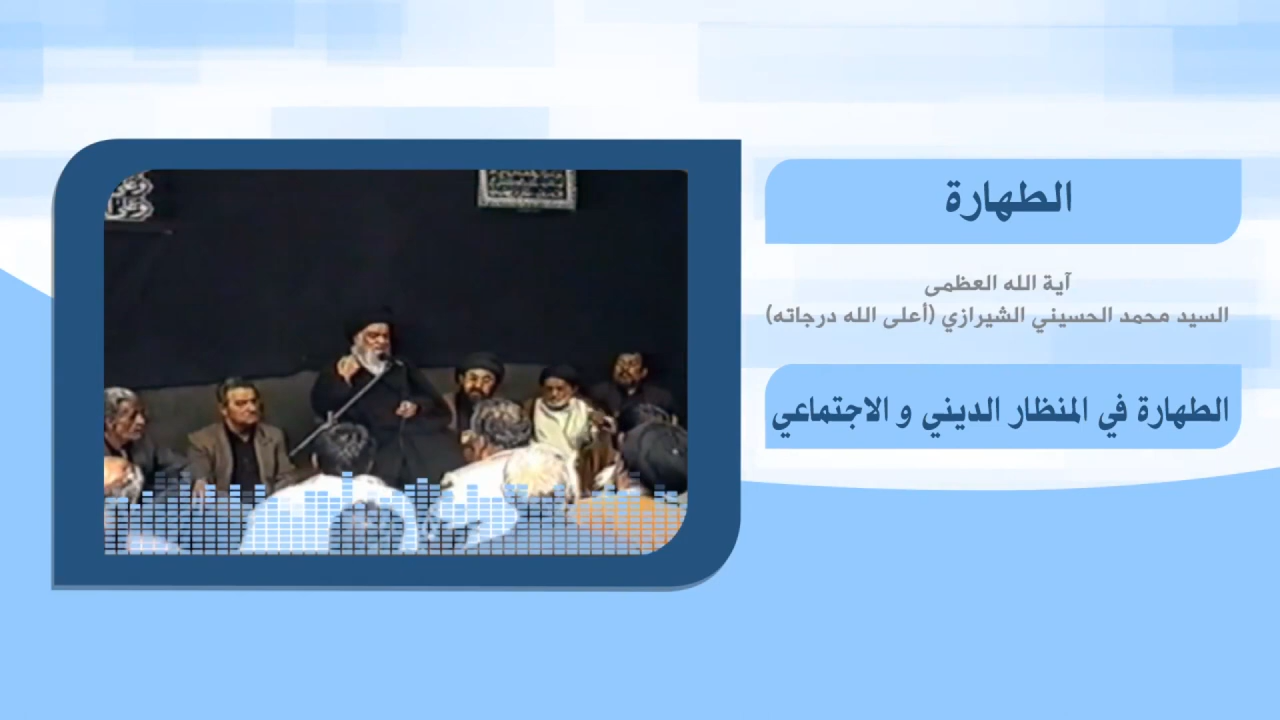 الطهارة
آية الله العظمى
السيد محمد الحسيني الشيرازي (أعلى الله درجاته)
الطهارة في المنظار الديني و الاجتماعي